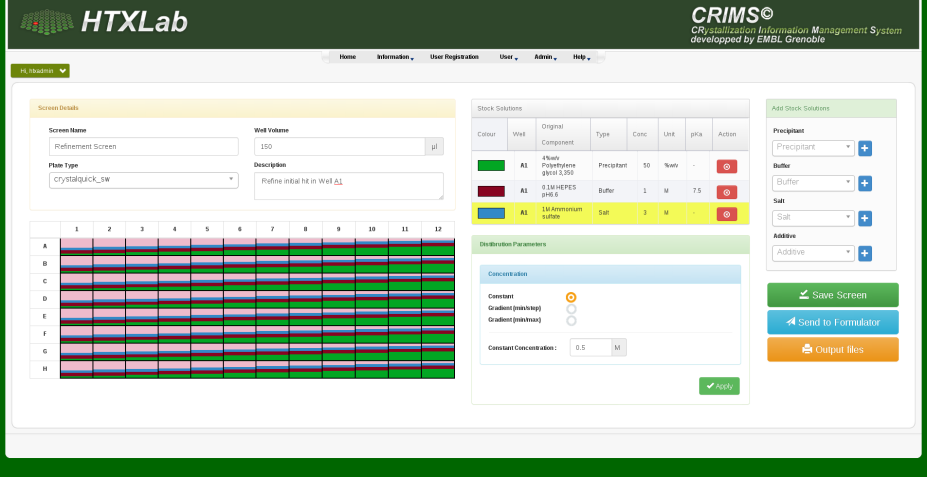 HTXLab
CRIMS©
CRystallization Information Management System
developped by EMBL Grenoble
Home Information User Registration User Admin Help
Hi, htxadmin
Screen Details
Screen Name Well Volume
Refinement Screen 150 µl
Plate Type Description
crystalquick_sw Refine initial hit in Well A1
1 2 3 4 5 6 7 8 9 10 11 12
A
B
C
D
E
F
G
H
Stock Solutions
Colour Well Original Component Type Conc Unit pKa Action
A1 4%w/v Polyethylene glycol 3,350 Precipitant 50 %w/v -
A1 0.1M HEPES pH6.6 Buffer 1 M 7.5
A1 1M Ammonium sulfate Salt 3 M -
Distibrution Parameters
Concentration
Constant
Gradient (min/step)
Gradient (min/max)
Constant Concentration : 0.5 M
Apply
Add Stock Solutions
Precipitant
Precipitant
Buffer
Buffer
Salt
Salt
Additive
Additive
Save Screen
Send to Formulator
Output files